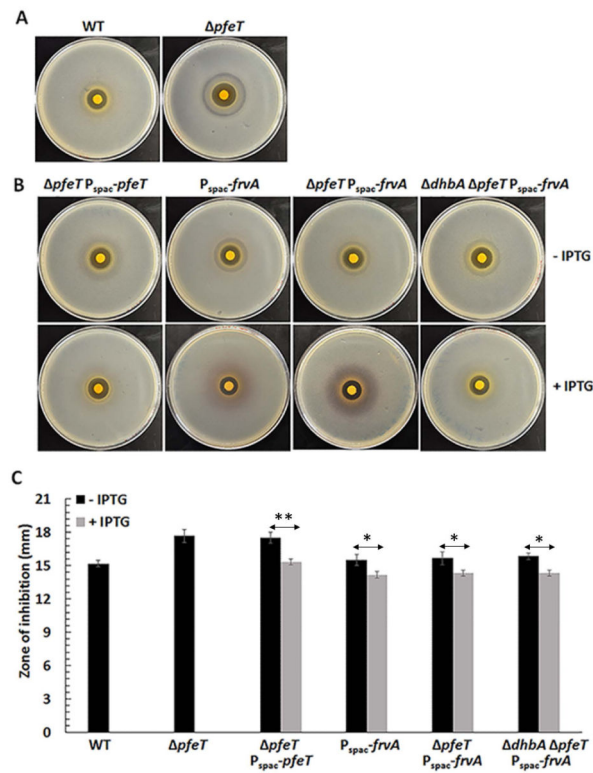 A
WT
ΔpfeT
B
ΔpfeT Pspac-pfeT
Pspac-frvA
ΔpfeT Pspac-frvA
ΔdhbA ΔpfeT Pspac-frvA
- IPTG
+ IPTG
C
Zone of inhibition (mm)
21
18
15
12
9
6
3
0
- IPTG
+ IPTG
**
*
*
*
WT
ΔpfeT
ΔpfeT
Pspac-pfeT
Pspac-frvA
ΔpfeT
Pspac-frvA
ΔdhbA ΔpfeT
Pspac-frvA